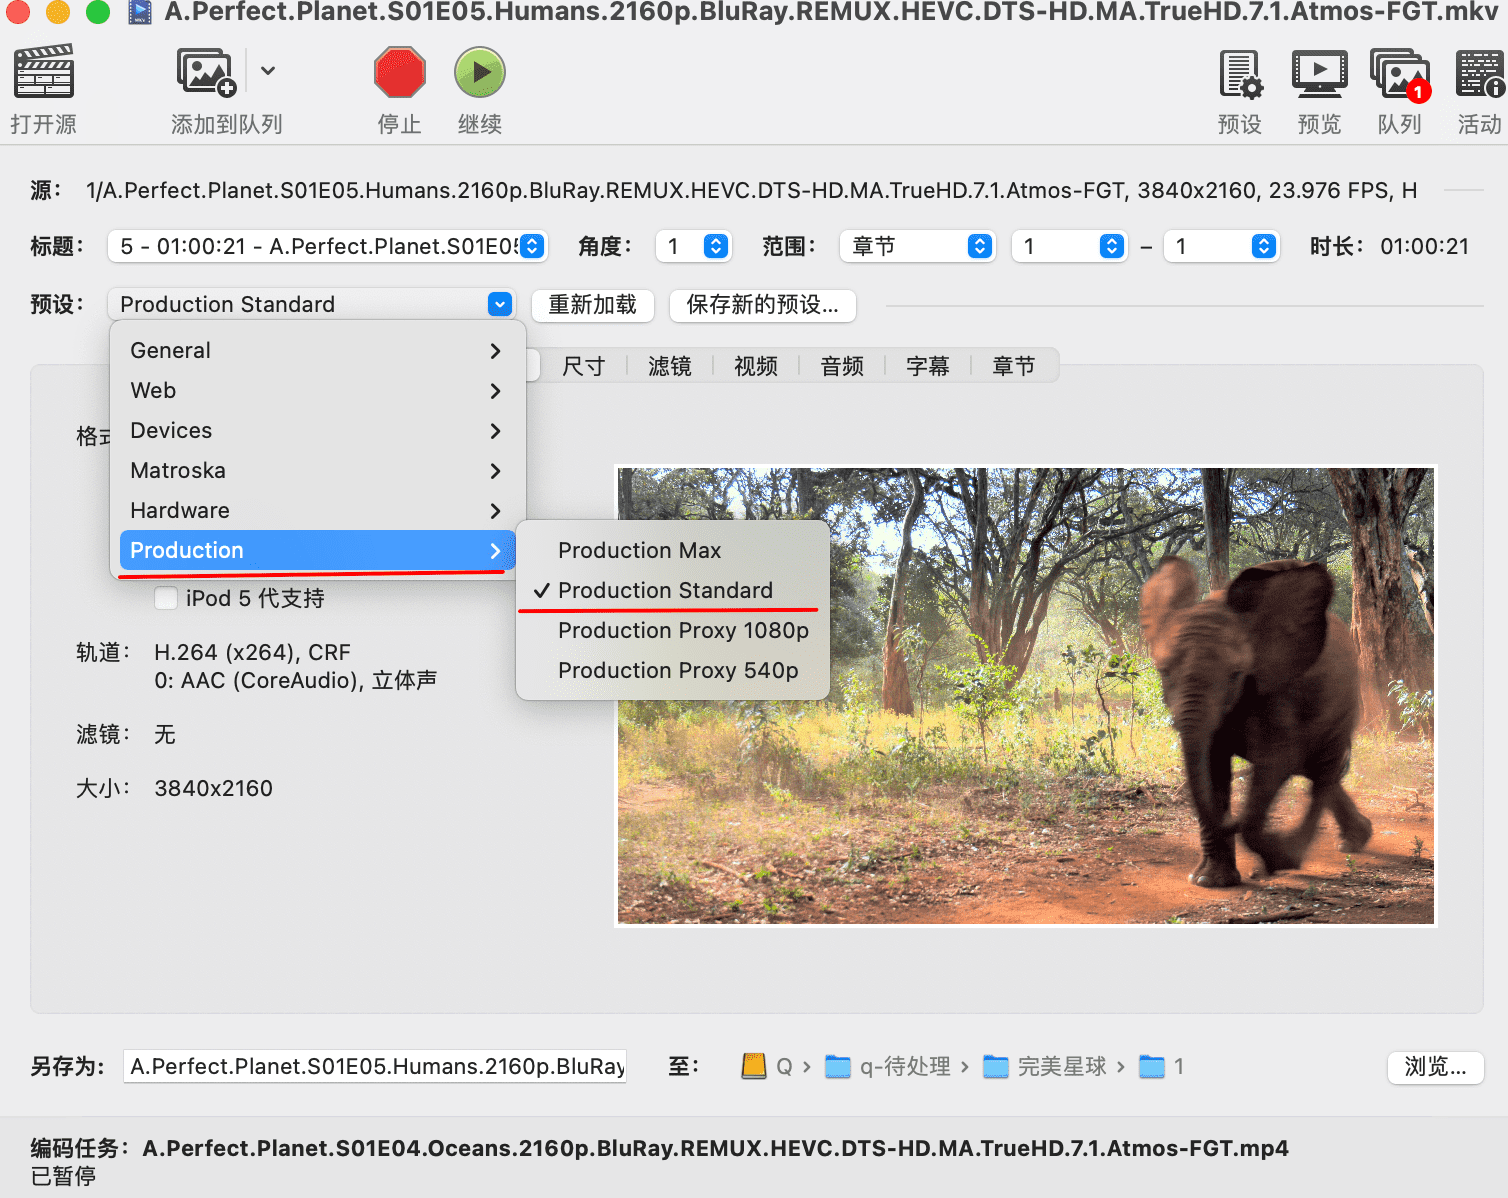 A.Perfect.Planet.S01E05.Humans.2160p.BluRay.REMUX.HEVC.DTS-HD.MA.TrueHD.7.1.Atmos-FGT.mkv
打开源
添加到队列
停止
继续
预设
预览
1
队列
活动
源： 1/A.Perfect.Planet.S01E05.Humans.2160p.BluRay.REMUX.HEVC.DTS-HD.MA.TrueHD.7.1.Atmos-FGT, 3840x2160, 23.976 FPS, H
标题： 5 - 01:00:21 - A.Perfect.Planet.S01E05 角度： 1 范围： 章节 1 – 1 时长： 01:00:21
预设： Production Standard 重新加载 保存新的预设...
General
Web
Devices
Matroska
Hardware
Production
尺寸 滤镜 视频 音频 字幕 章节
Production Max
✓ Production Standard
Production Proxy 1080p
Production Proxy 540p
格式
iPod 5 代支持
轨道： H.264 (x264), CRF
0: AAC (CoreAudio), 立体声
滤镜： 无
大小： 3840x2160
另存为: A.Perfect.Planet.S01E05.Humans.2160p.BluRay 至： Q › q-待处理 › 完美星球 › 1 浏览...
编码任务： A.Perfect.Planet.S01E04.Oceans.2160p.BluRay.REMUX.HEVC.DTS-HD.MA.TrueHD.7.1.Atmos-FGT.mp4
已暂停